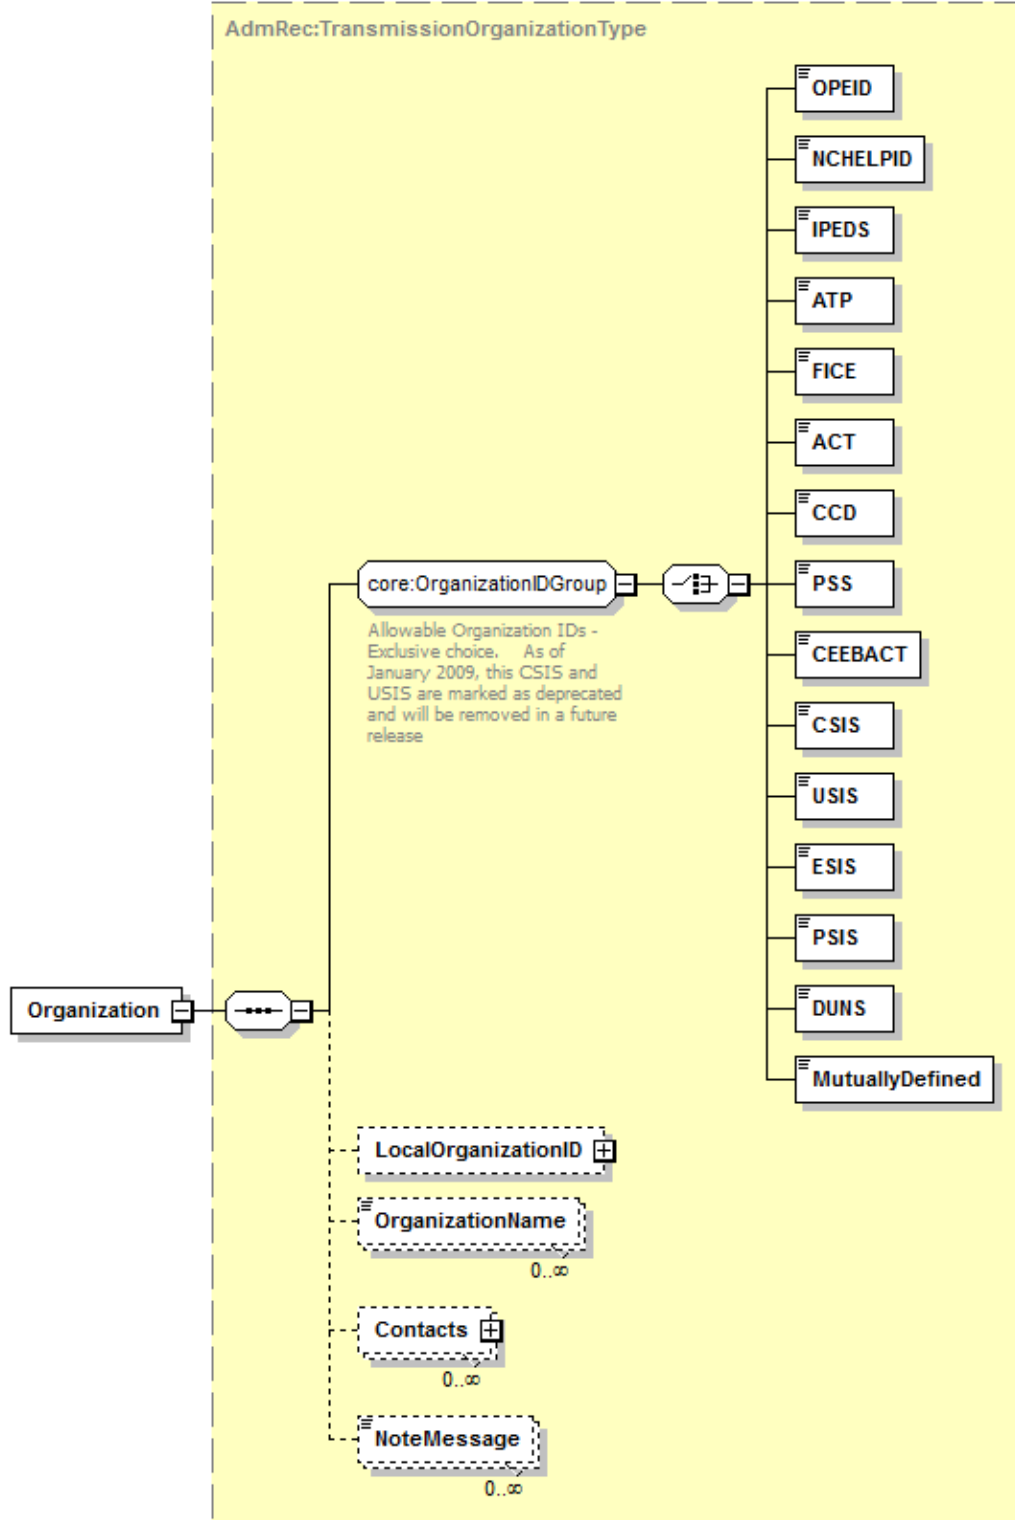 AdmRec:TransmissionOrganizationType
OPEID
NCHELPID
IPEDS
ATP
FICE
ACT
CCD
core:OrganizationIDGroup
PSS
Allowable Organization IDs -
Exclusive choice. As of
January 2009, this CSIS and
USIS are marked as deprecated
and will be removed in a future
release
CEEBACT
CSIS
USIS
ESIS
PSIS
Organization
DUNS
MutuallyDefined
LocalOrganizationID
OrganizationName
0..∞
Contacts
0..∞
NoteMessage
0..∞